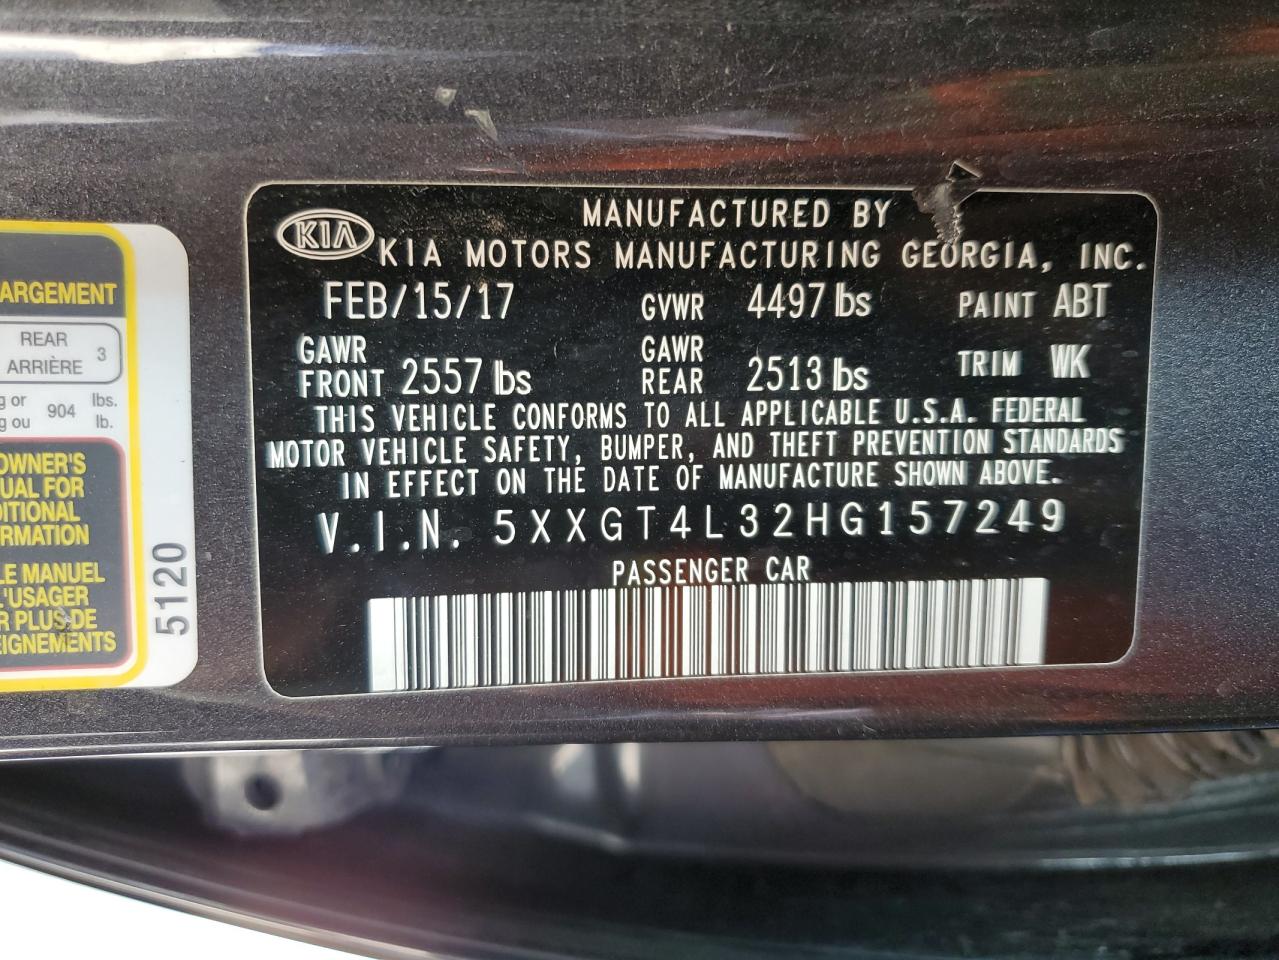 MANUFACTURED BY
KIA
KIA MOTORS MANUFACTURING GEORGIA, INC.
FEB/15/17 GVWR 4497 lbs PAINT ABT
GAWR FRONT 2557 lbs GAWR REAR 2513 lbs TRIM WK
THIS VEHICLE CONFORMS TO ALL APPLICABLE U.S.A. FEDERAL
MOTOR VEHICLE SAFETY, BUMPER, AND THEFT PREVENTION STANDARDS
IN EFFECT ON THE DATE OF MANUFACTURE SHOWN ABOVE.
V.I.N. 5XXGT4L32HG157249
PASSENGER CAR
ARGEMENT
REAR
ARRIÈRE 3
g or 904 lbs.
g ou lb.
OWNER'S
UAL FOR
DITIONAL
ORMATION
LE MANUEL
L'USAGER
R PLUS DE
EIGNEMENTS
5120